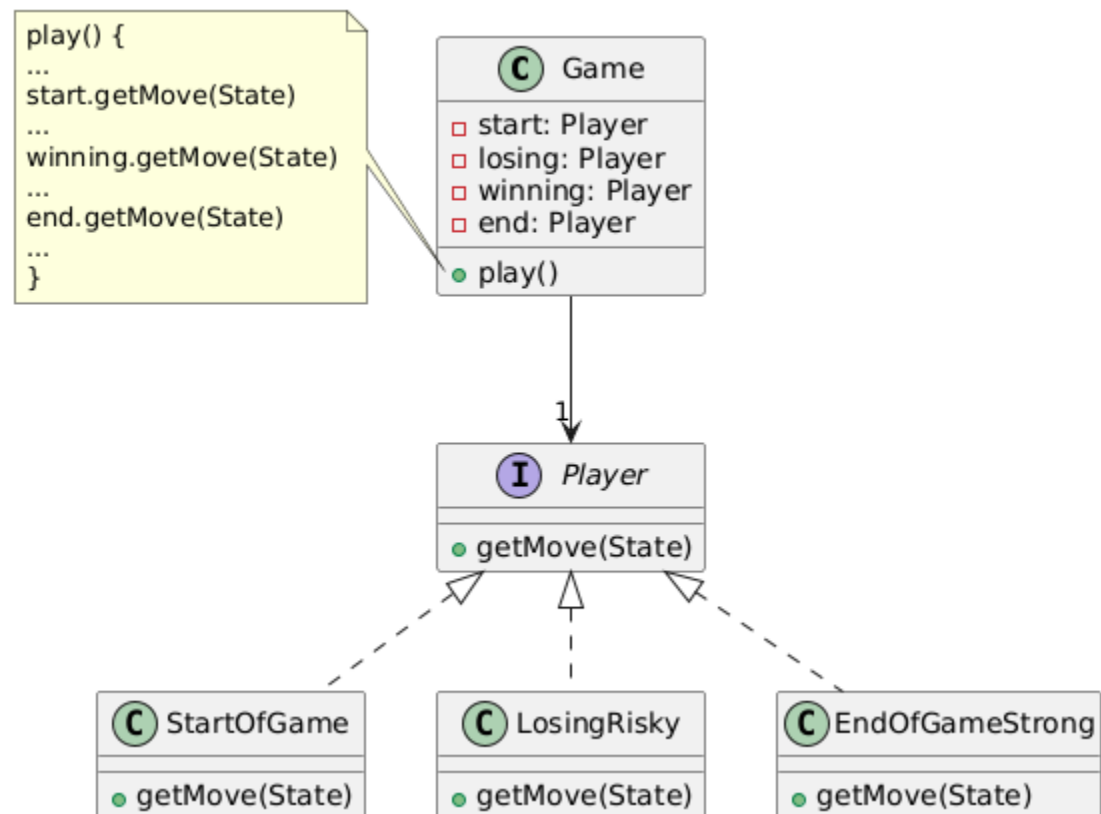 play() {
...
start.getMove(State)
...
winning.getMove(State)
...
end.getMove(State)
...
}
C Game
start: Player
losing: Player
winning: Player
end: Player
play()
1
I Player
getMove(State)
C StartOfGame
getMove(State)
C LosingRisky
getMove(State)
C EndOfGameStrong
getMove(State)